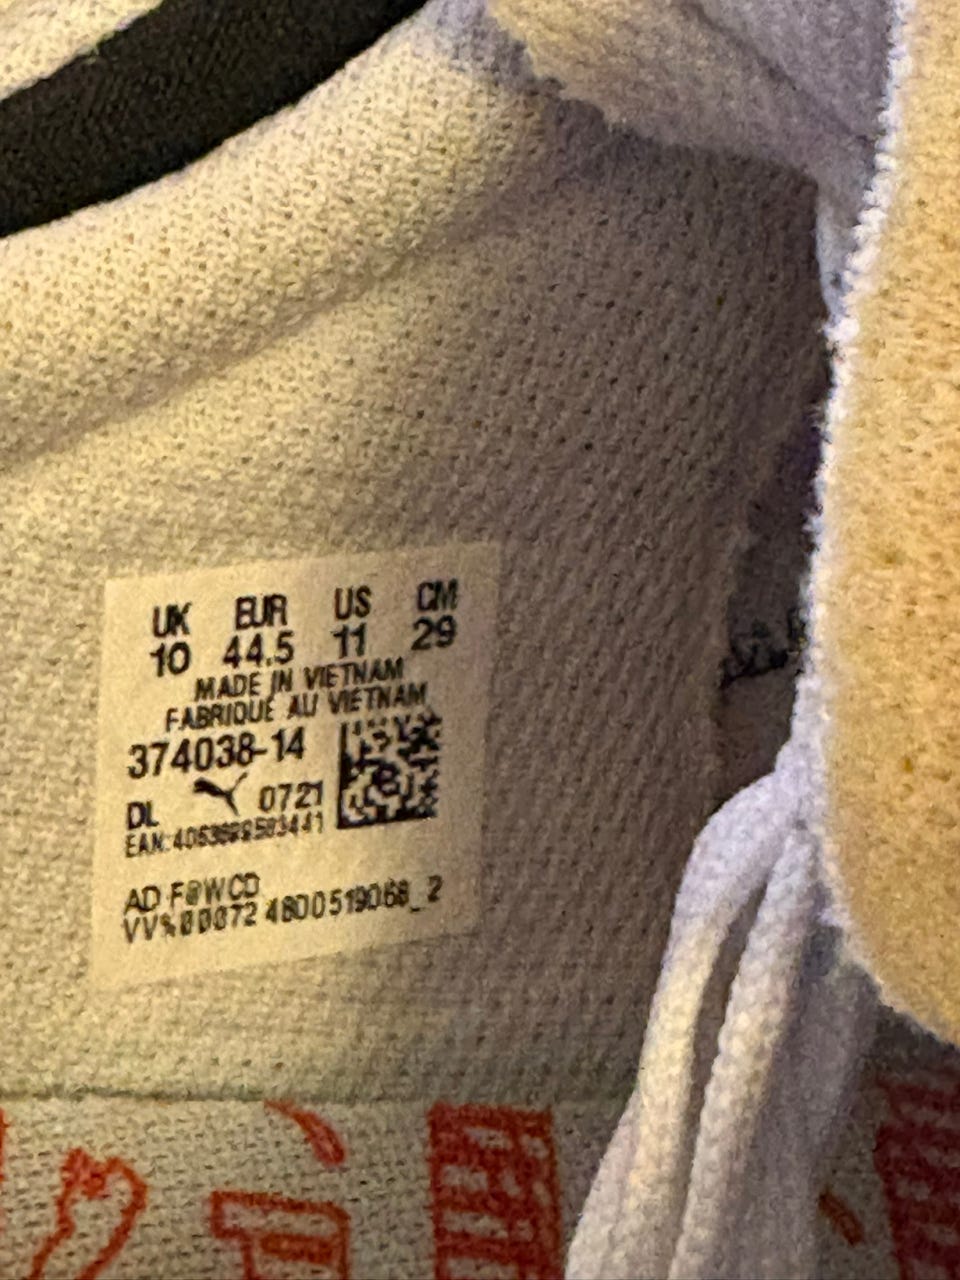 UK EUR US CM
10 44.5 11 29
MADE IN VIETNAM
FABRIQUE AU VIETNAM
374038-14
DL 0721
AD F@WCD